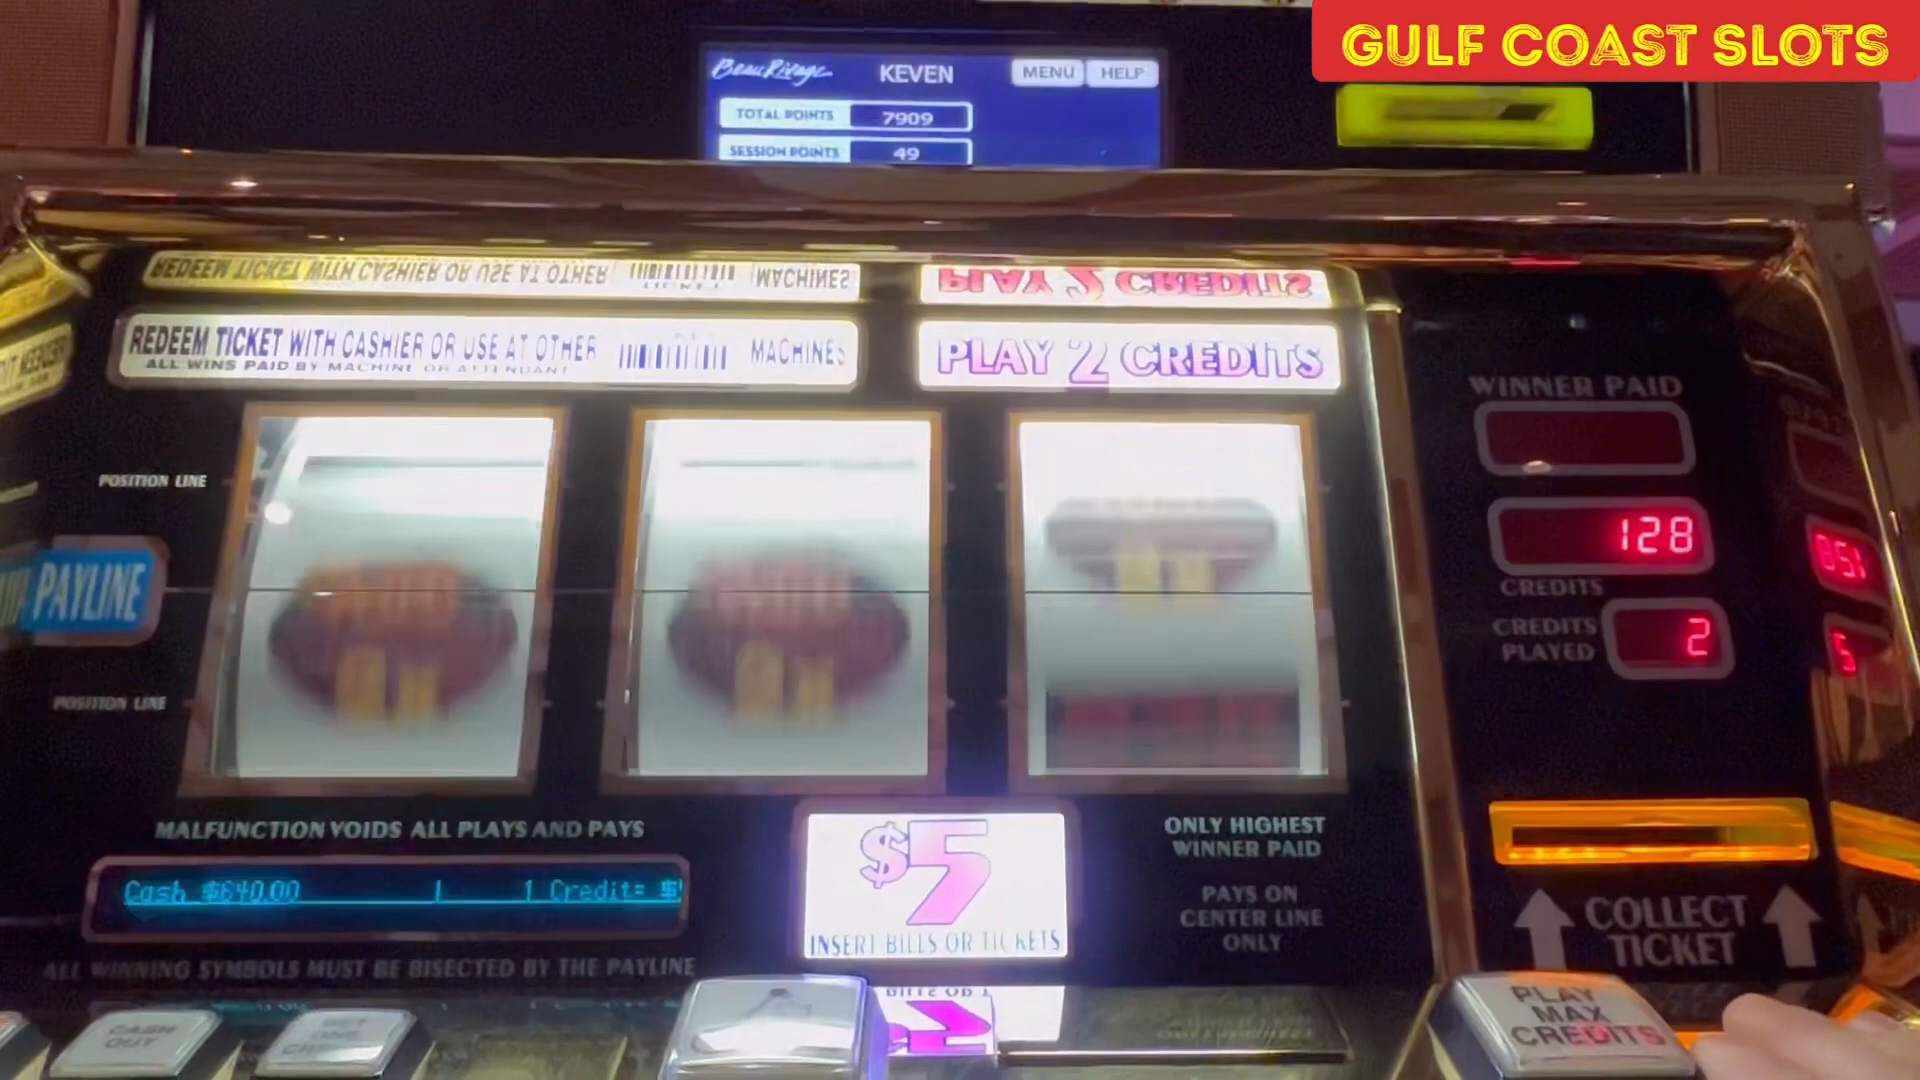 GULF COAST SLOTS
Beau Rivage KEVEN MENU HELP
TOTAL POINTS 7909
SESSION POINTS 49
REDEEM TICKET WITH CASHIER OR USE AT OTHER MACHINES
PLAY 2 CREDITS
REDEEM TICKET WITH CASHIER OR USE AT OTHER MACHINES
ALL WINS PAID BY MACHINE OR ATTENDANT
PLAY 2 CREDITS
WINNER PAID
POSITION LINE
128
CREDITS
PAYLINE
CREDITS
PLAYED
2
POSITION LINE
MALFUNCTION VOIDS ALL PLAYS AND PAYS
Cash $640.00 1 Credit= $
$5
INSERT BILLS OR TICKETS
ONLY HIGHEST
WINNER PAID
PAYS ON
CENTER LINE
ONLY
COLLECT
TICKET
ALL WINNING SYMBOLS MUST BE BISECTED BY THE PAYLINE
CASH
OUT
PLAY
MAX
CREDITS